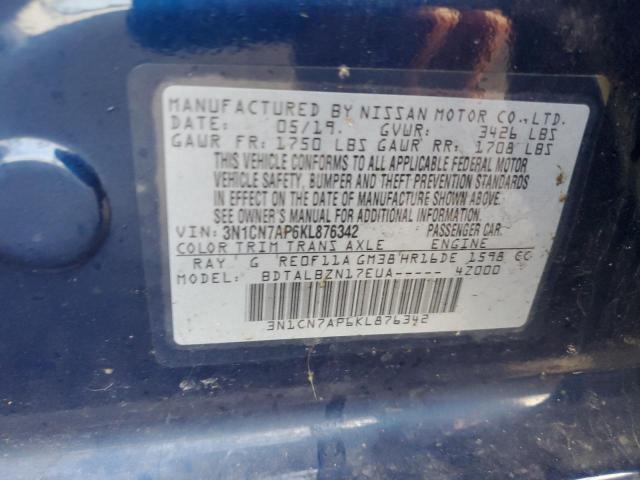 MANUFACTURED BY NISSAN MOTOR CO., LTD.
DATE: 05/19. GVWR: 3426 LBS
GAWR FR: 1750 LBS GAWR RR: 1708 LBS
THIS VEHICLE CONFORMS TO ALL APPLICABLE FEDERAL MOTOR
VEHICLE SAFETY, BUMPER AND THEFT PREVENTION STANDARDS
IN EFFECT ON THE DATE OF MANUFACTURE SHOWN ABOVE.
SEE OWNER'S MANUAL FOR ADDITIONAL INFORMATION.
VIN: 3N1CN7AP6KL876342 PASSENGER CAR
COLOR TRIM TRANS AXLE ENGINE
RAY G RE0F11A GM38 HR16DE 1598 CC
MODEL: BDTALBZN17EUA----- 4Z000
3N1CN7AP6KL876342